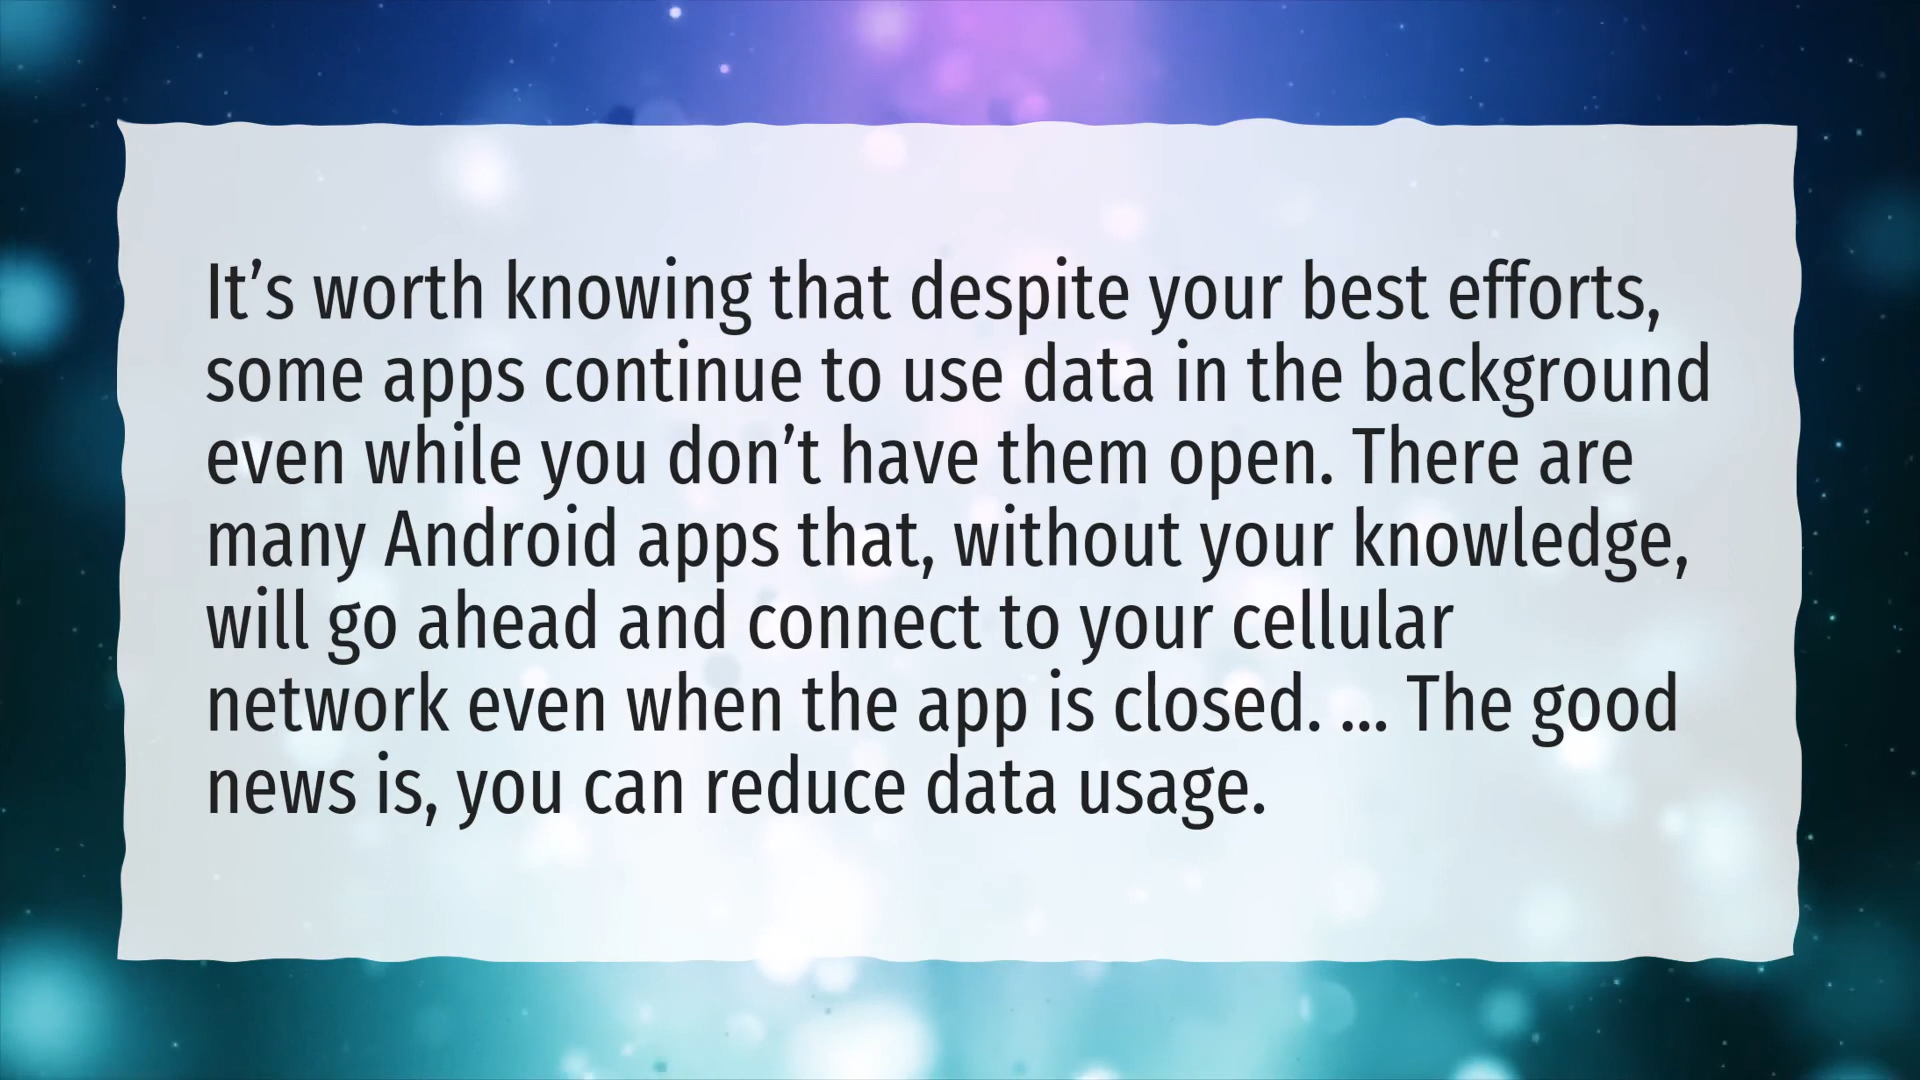 It’s worth knowing that despite your best efforts,
some apps continue to use data in the background
even while you don’t have them open. There are
many Android apps that, without your knowledge,
will go ahead and connect to your cellular
network even when the app is closed. ... The good
news is, you can reduce data usage.